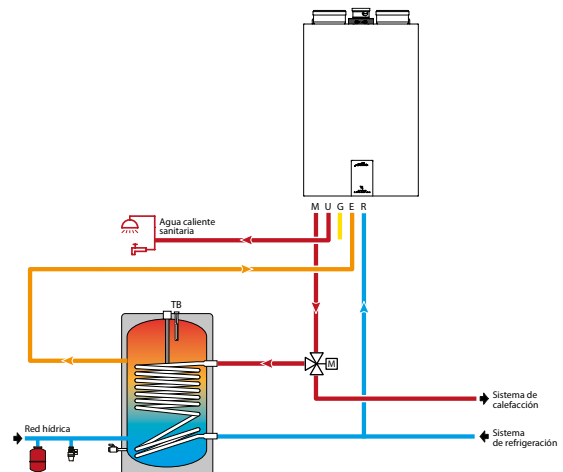 M U G E R
Agua caliente
sanitaria
TB
M
Sistema de
calefacción
Red hídrica
Sistema
de refrigeración